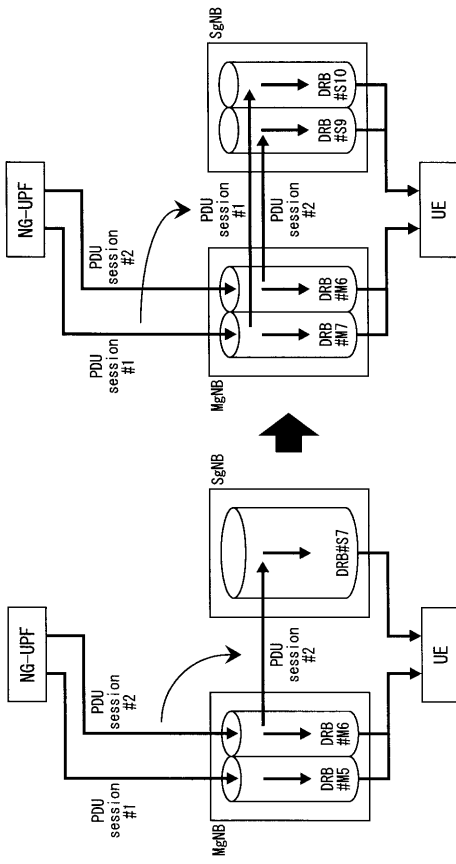 NG-UPF
PDU
session
#1
PDU
session
#2
MgNB
DRB
#M5
DRB
#M6
PDU
session
#2
SgNB
DRB#S7
UE
NG-UPF
PDU
session
#1
PDU
session
#2
MgNB
DRB
#M7
DRB
#M6
PDU
session
#1
PDU
session
#2
SgNB
DRB
#S9
DRB
#S10
UE